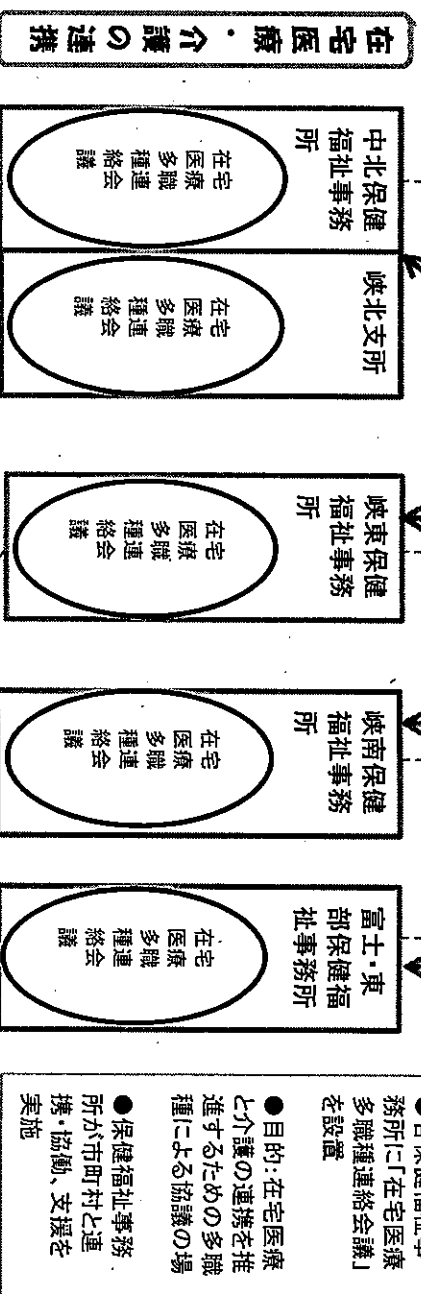 在宅医療・介護の連携
中北保健
福祉事務
所
在宅
医療
多職
種連
絡会
議
峡北支所
在宅
医療
多職
種連
絡会
議
峡東保健
福祉事務
所
在宅
医療
多職
種連
絡会
議
峡南保健
福祉事務
所
在宅
医療
多職
種連
絡会
議
富士・東
部保健福
祉事務所
在宅
医療
多職
種連
絡会
議
務所に「在宅医療
多職種連絡会議」
を設置
●目的:在宅医療
と介護の連携を推
進するための多職
種による協議の場
●保健福祉事務
所が市町村と連
携・協働、支援を
実施